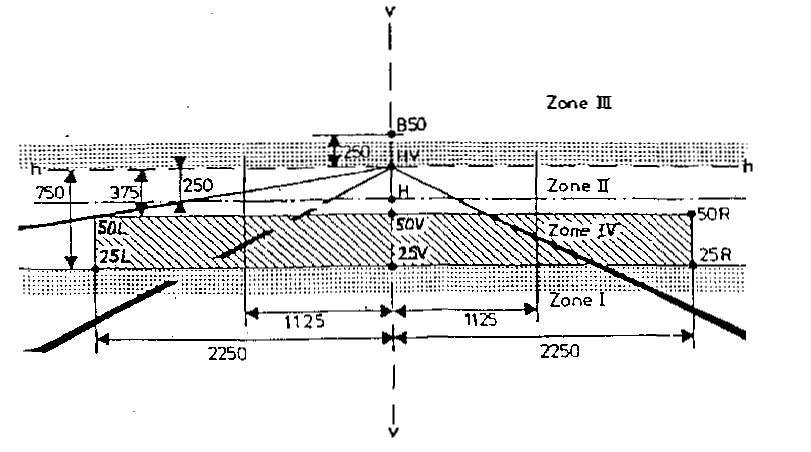 v
Zone III
B50
250
HV
h
h
750
375
250
H
Zone II
50L
50V
Zone IV
50R
25L
25V
25R
Zone I
1125
1125
2250
2250
v